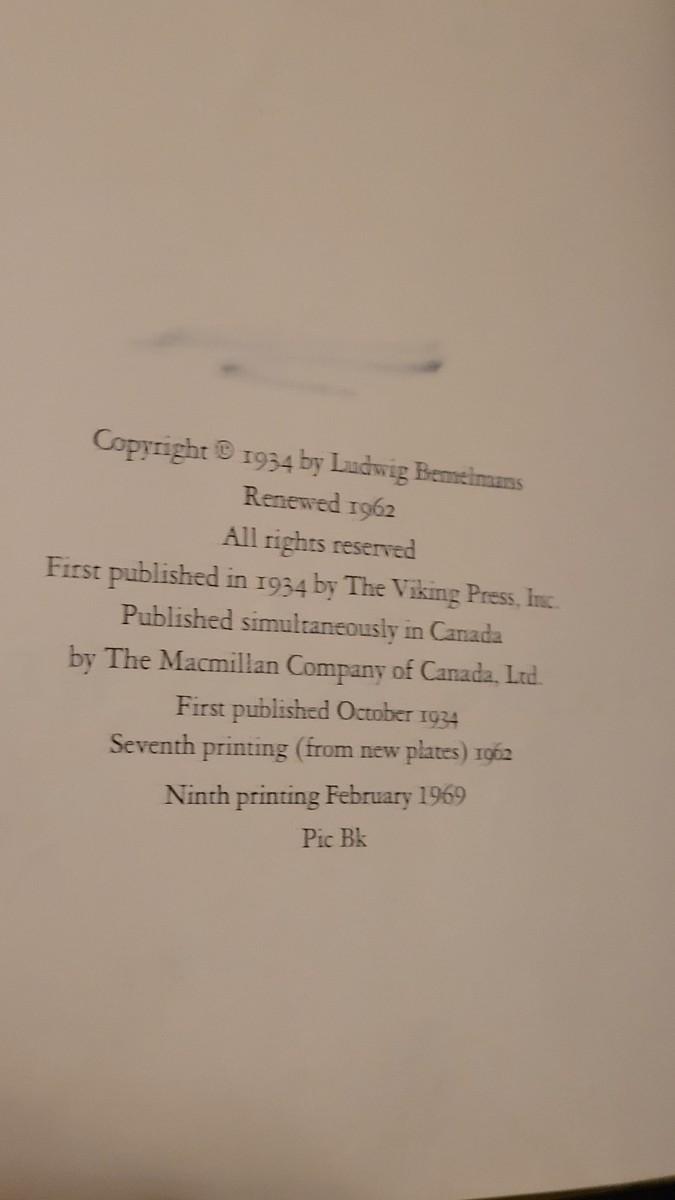 Copyright © 1934 by Ludwig Bemelmans
Renewed 1962
All rights reserved
First published in 1934 by The Viking Press, Inc.
Published simultaneously in Canada
by The Macmillan Company of Canada, Ltd.
First published October 1934
Seventh printing (from new plates) 1962
Ninth printing February 1969
Pic Bk